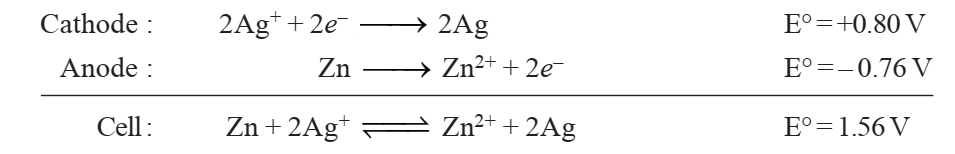 Cathode : 2Ag⁺ + 2e⁻ ⟶ 2Ag E° = +0.80 V
Anode : Zn ⟶ Zn²⁺ + 2e⁻ E° = −0.76 V
Cell : Zn + 2Ag⁺ ⇌ Zn²⁺ + 2Ag E° = 1.56 V